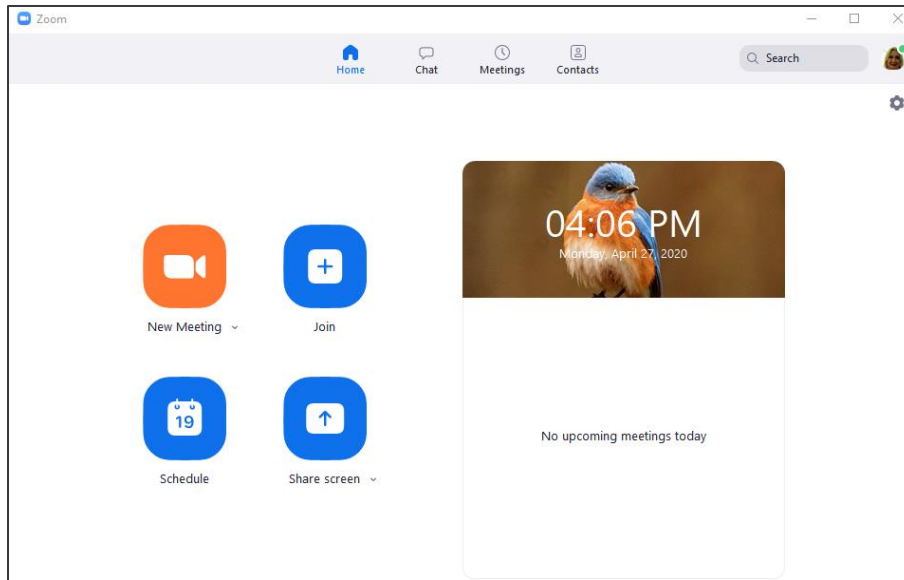 Zoom
Home Chat Meetings Contacts Search
04:06 PM
Monday, April 27, 2020
New Meeting Join
19
Schedule Share screen
No upcoming meetings today